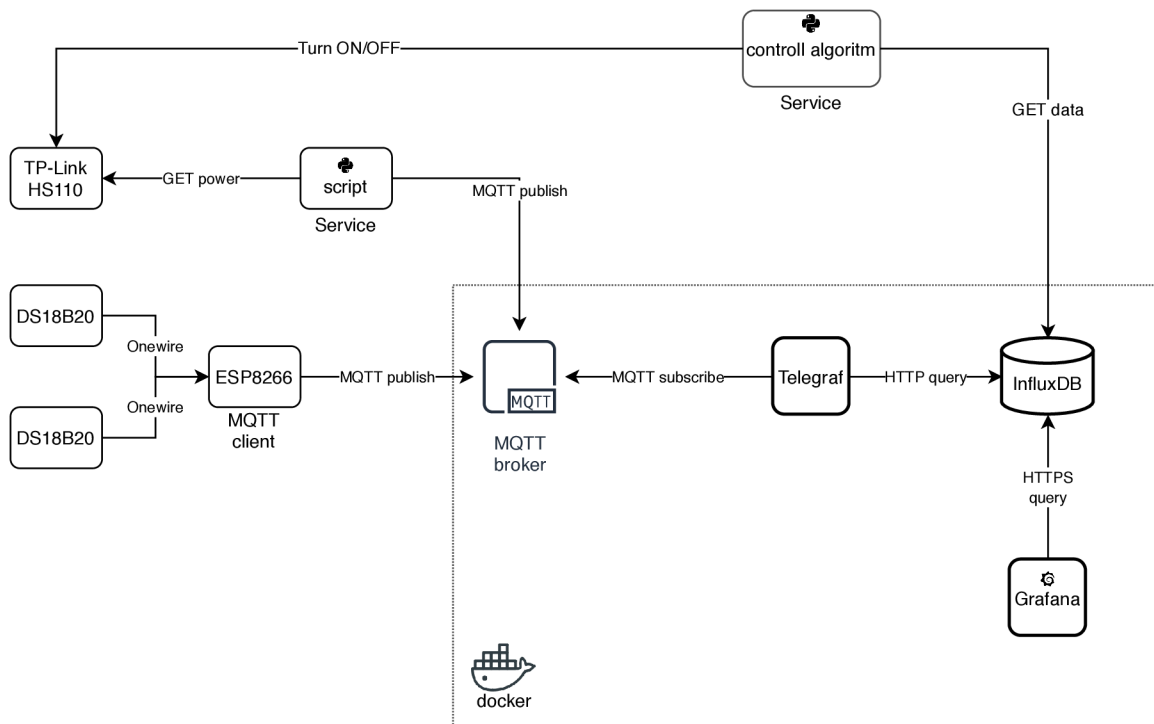 Turn ON/OFF
controll algoritm
Service
GET data
TP-Link
HS110
GET power
script
Service
MQTT publish
DS18B20
Onewire
ESP8266
MQTT
client
Onewire
DS18B20
MQTT publish
MQTT
MQTT
broker
MQTT subscribe
Telegraf
HTTP query
InfluxDB
HTTPS
query
Grafana
docker